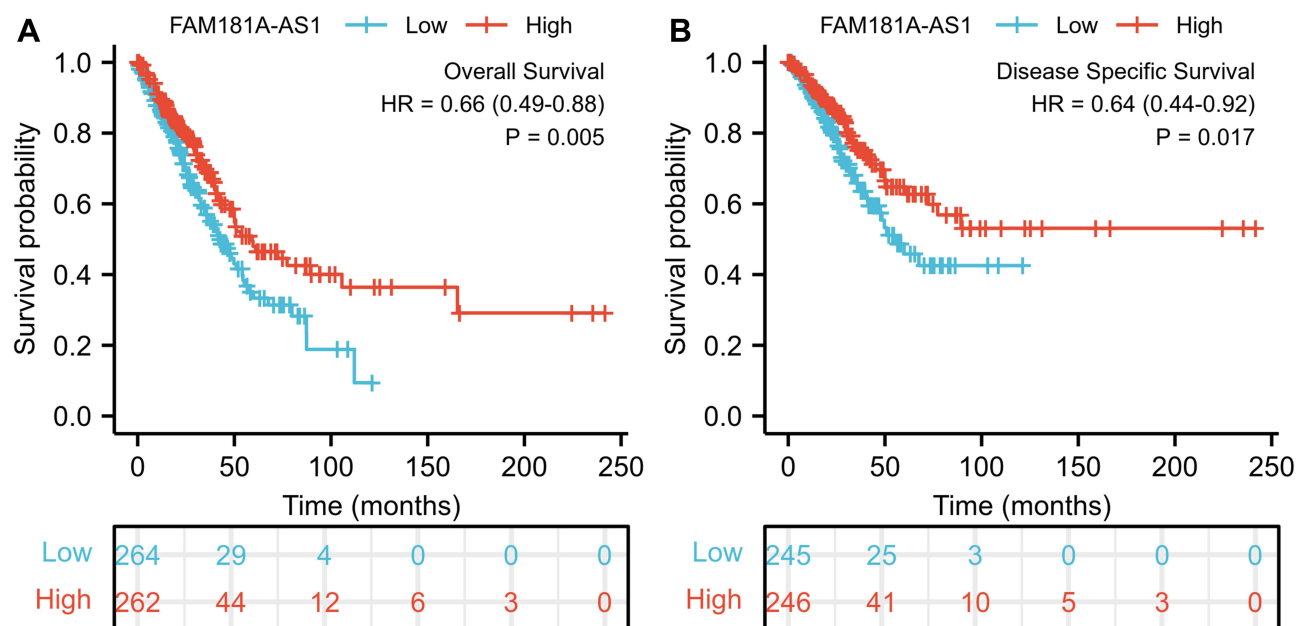 A FAM181A-AS1 Low High
Overall Survival
HR = 0.66 (0.49-0.88)
P = 0.005
Survival probability
1.0
0.8
0.6
0.4
0.2
0.0
0 50 100 150 200 250
Time (months)
Low 264 29 4 0 0 0
High 262 44 12 6 3 0
B FAM181A-AS1 Low High
Disease Specific Survival
HR = 0.64 (0.44-0.92)
P = 0.017
Survival probability
1.0
0.8
0.6
0.4
0.2
0.0
0 50 100 150 200 250
Time (months)
Low 245 25 3 0 0 0
High 246 41 10 5 3 0